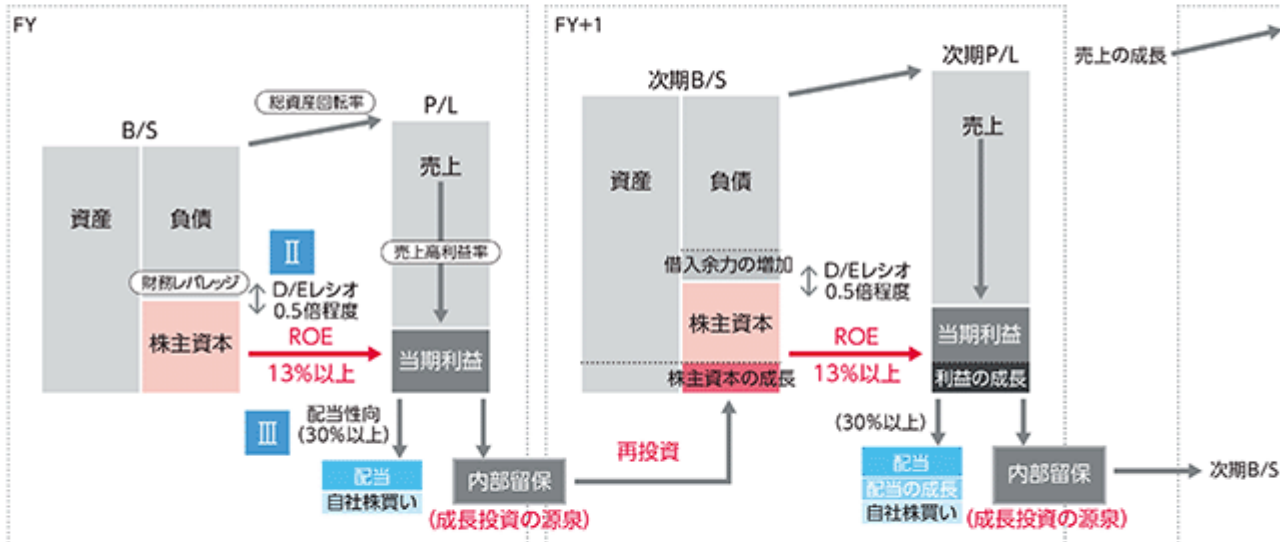 FY
B/S
総資産回転率
P/L
資産
負債
売上
売上高利益率
財務レバレッジ
Ⅱ
D/Eレシオ
0.5倍程度
株主資本
ROE
13%以上
当期利益
Ⅲ
配当性向
(30%以上)
配当
自社株買い
内部留保
(成長投資の源泉)
再投資
FY+1
次期B/S
次期P/L
資産
負債
売上
借入余力の増加
D/Eレシオ
0.5倍程度
株主資本
株主資本の成長
ROE
13%以上
当期利益
利益の成長
(30%以上)
配当
配当の成長
自社株買い
内部留保
(成長投資の源泉)
売上の成長
次期B/S